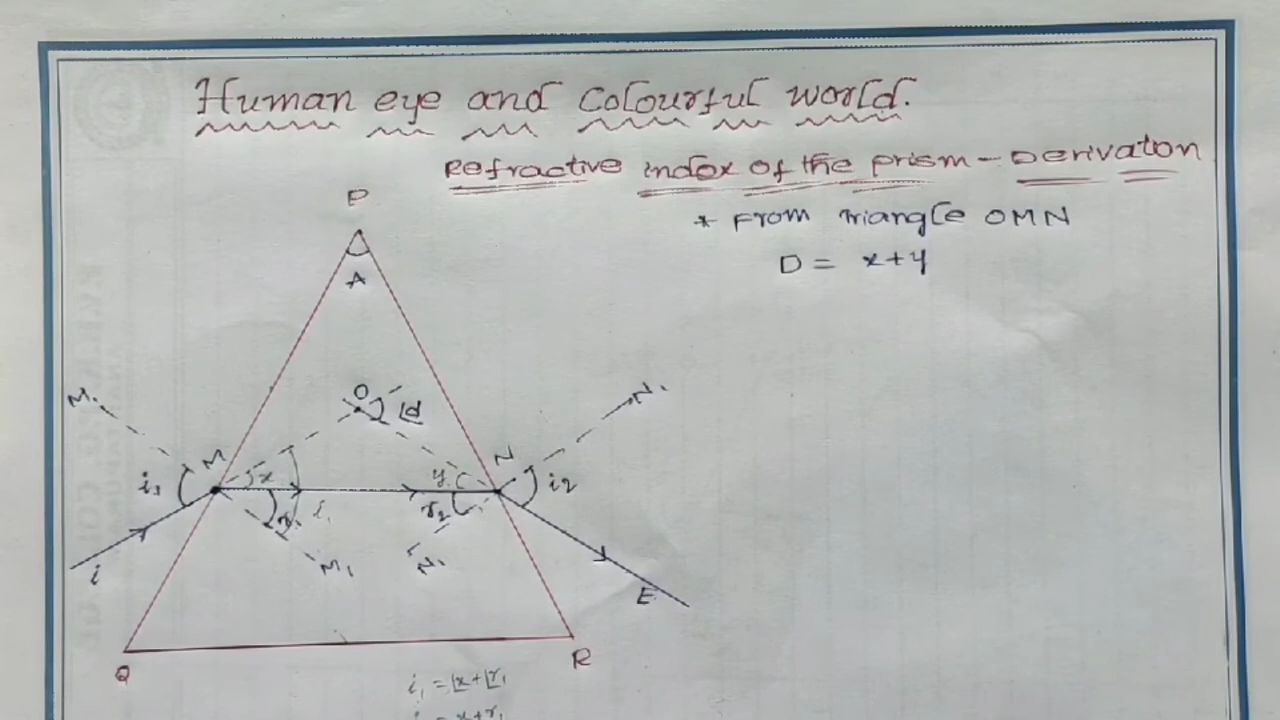 Human eye and Colourful world.
Refractive index of the prism - Derivaton
* From Triangle OMN
D = x+y
P
A
O
d
M
N
x
y
i
r₂
i₂
M₁
N₁
E
Q
R
i₁ = x + r₁
i₁ = x+r₁